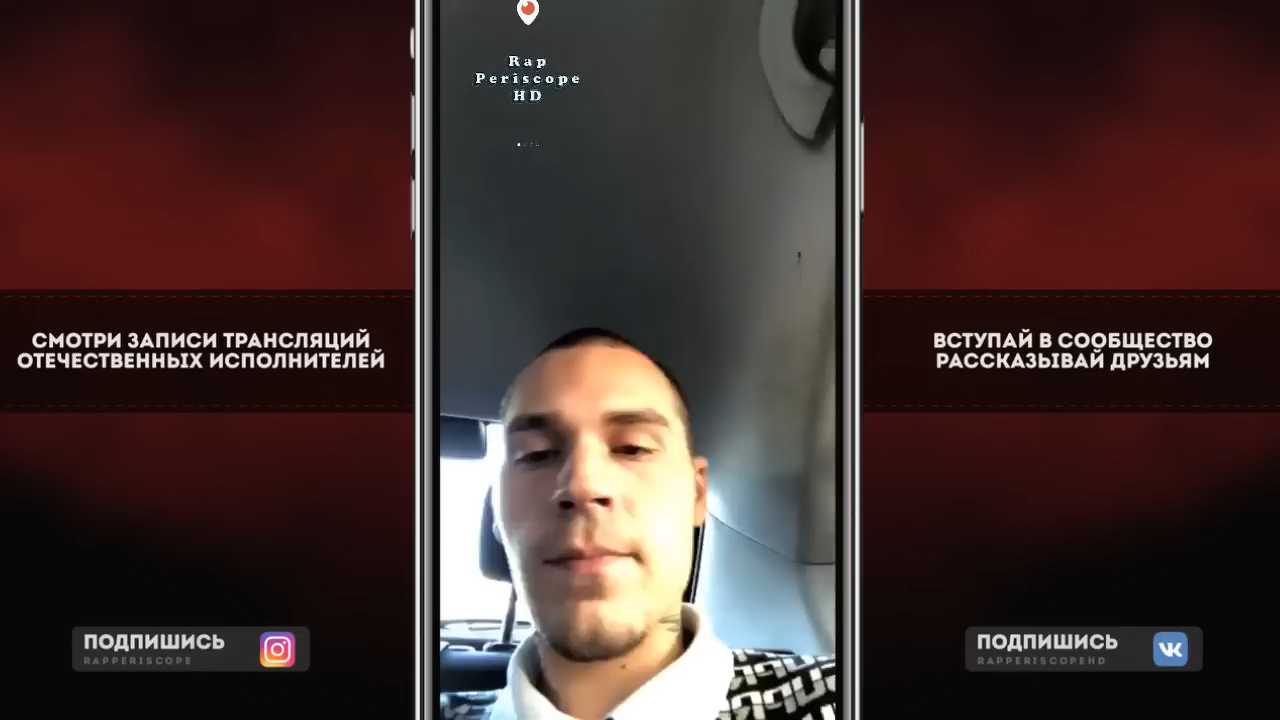 Rap
Periscope
HD
СМОТРИ ЗАПИСИ ТРАНСЛЯЦИЙ
ОТЕЧЕСТВЕННЫХ ИСПОЛНИТЕЛЕЙ
ВСТУПАЙ В СООБЩЕСТВО
РАССКАЗЫВАЙ ДРУЗЬЯМ
ПОДПИШИСЬ
RAPPERISCOPE
ПОДПИШИСЬ
RAPPERISCOPEHD